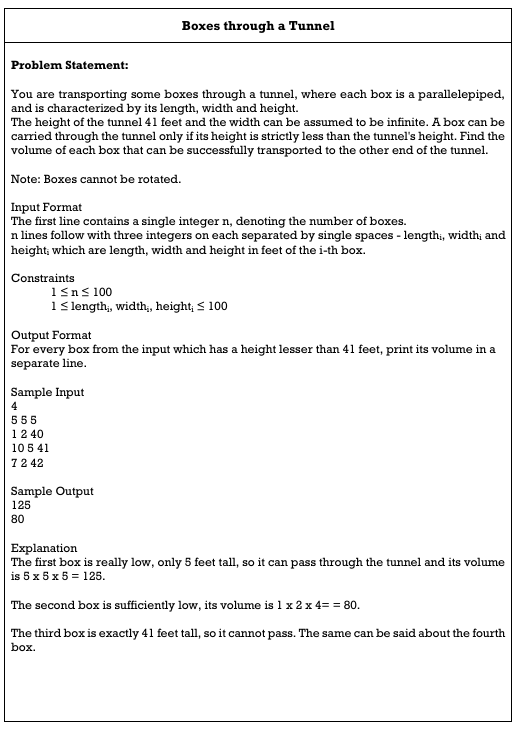 Boxes through a Tunnel
Problem Statement:
You are transporting some boxes through a tunnel, where each box is a parallelepiped,
and is characterized by its length, width and height.
The height of the tunnel 41 feet and the width can be assumed to be infinite. A box can be
carried through the tunnel only if its height is strictly less than the tunnel's height. Find the
volume of each box that can be successfully transported to the other end of the tunnel.
Note: Boxes cannot be rotated.
Input Format
The first line contains a single integer n, denoting the number of boxes.
n lines follow with three integers on each separated by single spaces - lengthᵢ, widthᵢ and
heightᵢ which are length, width and height in feet of the i-th box.
Constraints
1 ≤ n ≤ 100
1 ≤ lengthᵢ, widthᵢ, heightᵢ ≤ 100
Output Format
For every box from the input which has a height lesser than 41 feet, print its volume in a
separate line.
Sample Input
4
5 5 5
1 2 40
10 5 41
7 2 42
Sample Output
125
80
Explanation
The first box is really low, only 5 feet tall, so it can pass through the tunnel and its volume
is 5 x 5 x 5 = 125.
The second box is sufficiently low, its volume is 1 x 2 x 4= = 80.
The third box is exactly 41 feet tall, so it cannot pass. The same can be said about the fourth
box.